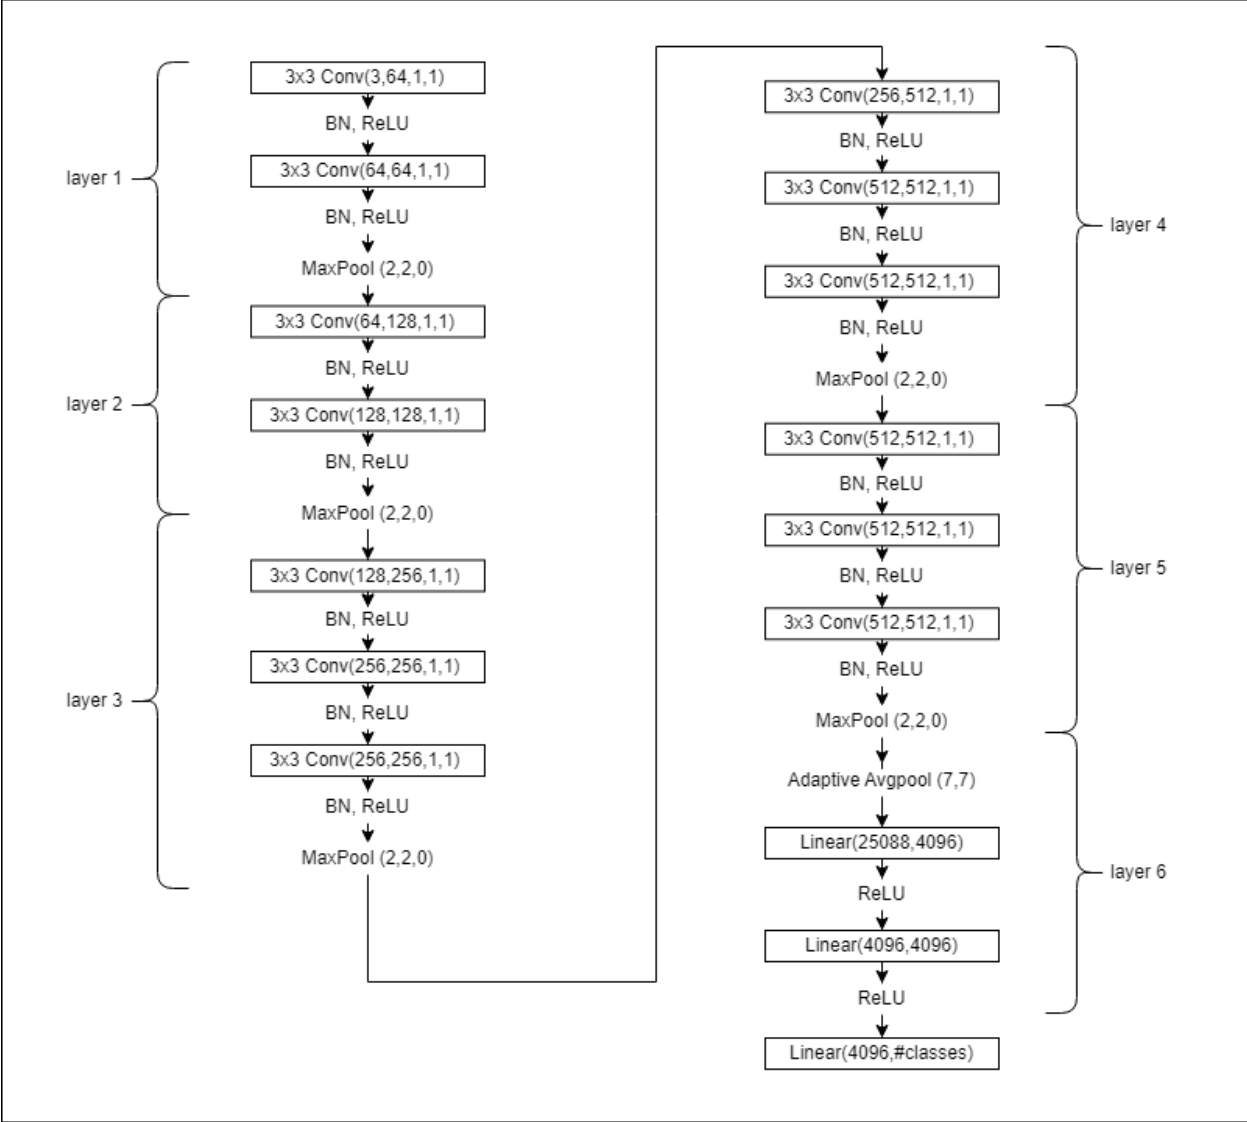 3x3 Conv(3,64,1,1)
BN, ReLU
3x3 Conv(64,64,1,1)
layer 1
BN, ReLU
MaxPool (2,2,0)
3x3 Conv(64,128,1,1)
BN, ReLU
layer 2
3x3 Conv(128,128,1,1)
BN, ReLU
MaxPool (2,2,0)
3x3 Conv(128,256,1,1)
BN, ReLU
3x3 Conv(256,256,1,1)
layer 3
BN, ReLU
3x3 Conv(256,256,1,1)
BN, ReLU
MaxPool (2,2,0)
3x3 Conv(256,512,1,1)
BN, ReLU
3x3 Conv(512,512,1,1)
layer 4
BN, ReLU
3x3 Conv(512,512,1,1)
BN, ReLU
MaxPool (2,2,0)
3x3 Conv(512,512,1,1)
BN, ReLU
3x3 Conv(512,512,1,1)
layer 5
BN, ReLU
3x3 Conv(512,512,1,1)
BN, ReLU
MaxPool (2,2,0)
Adaptive Avgpool (7,7)
Linear(25088,4096)
layer 6
ReLU
Linear(4096,4096)
ReLU
Linear(4096,#classes)